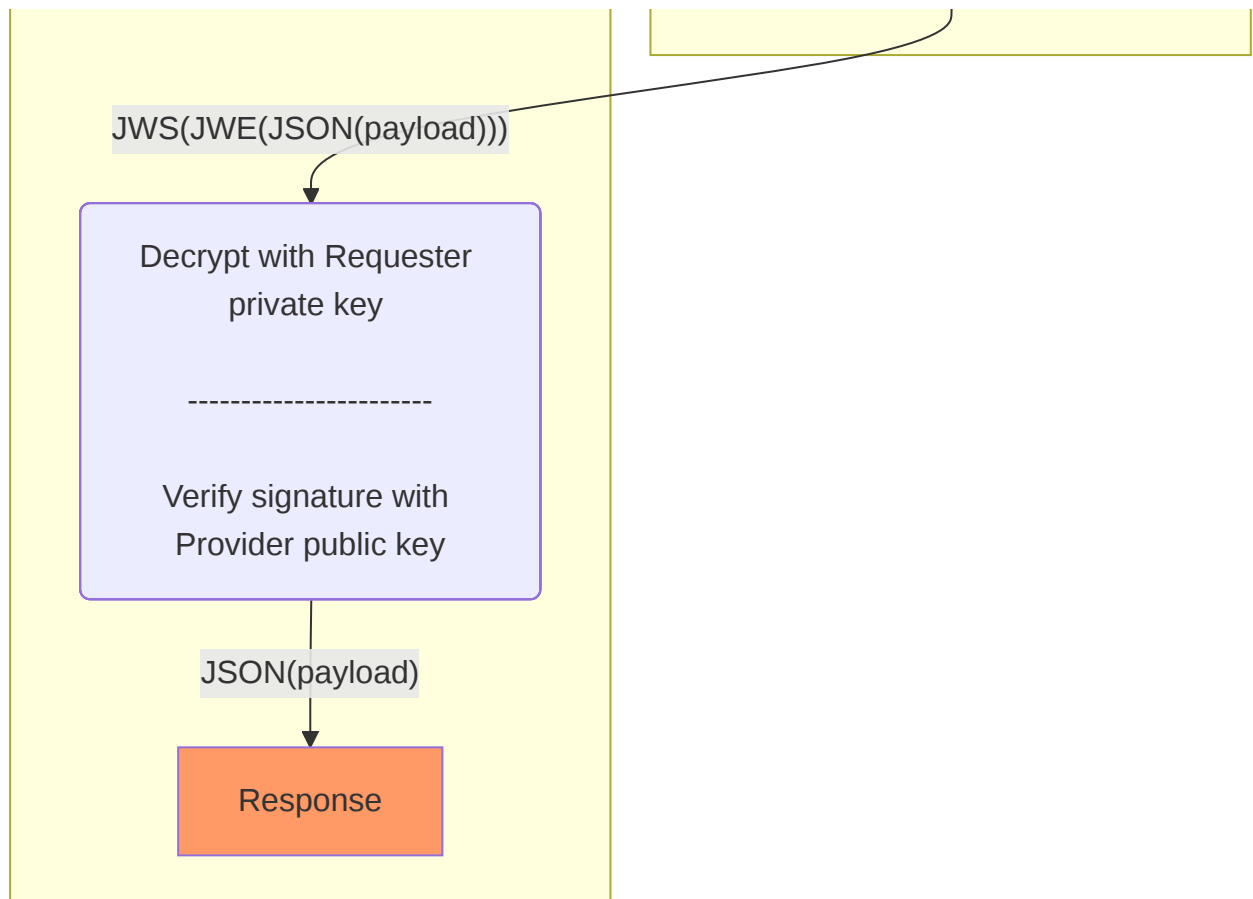 JWS(JWE(JSON(payload)))
Decrypt with Requester
private key
-----------------------
Verify signature with
Provider public key
JSON(payload)
Response